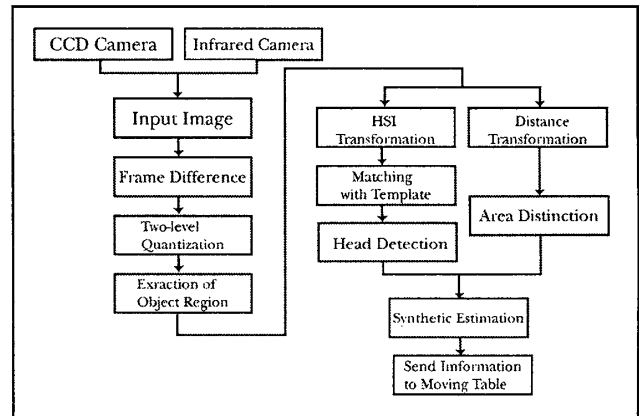 CCD Camera
Infrared Camera
Input Image
Frame Difference
Two-level
Quantization
Exraction of
Object Region
HSI
Transformation
Matching
with Template
Head Detection
Distance
Transformation
Area Distinction
Synthetic Estimation
Send Imformation
to Moving Table